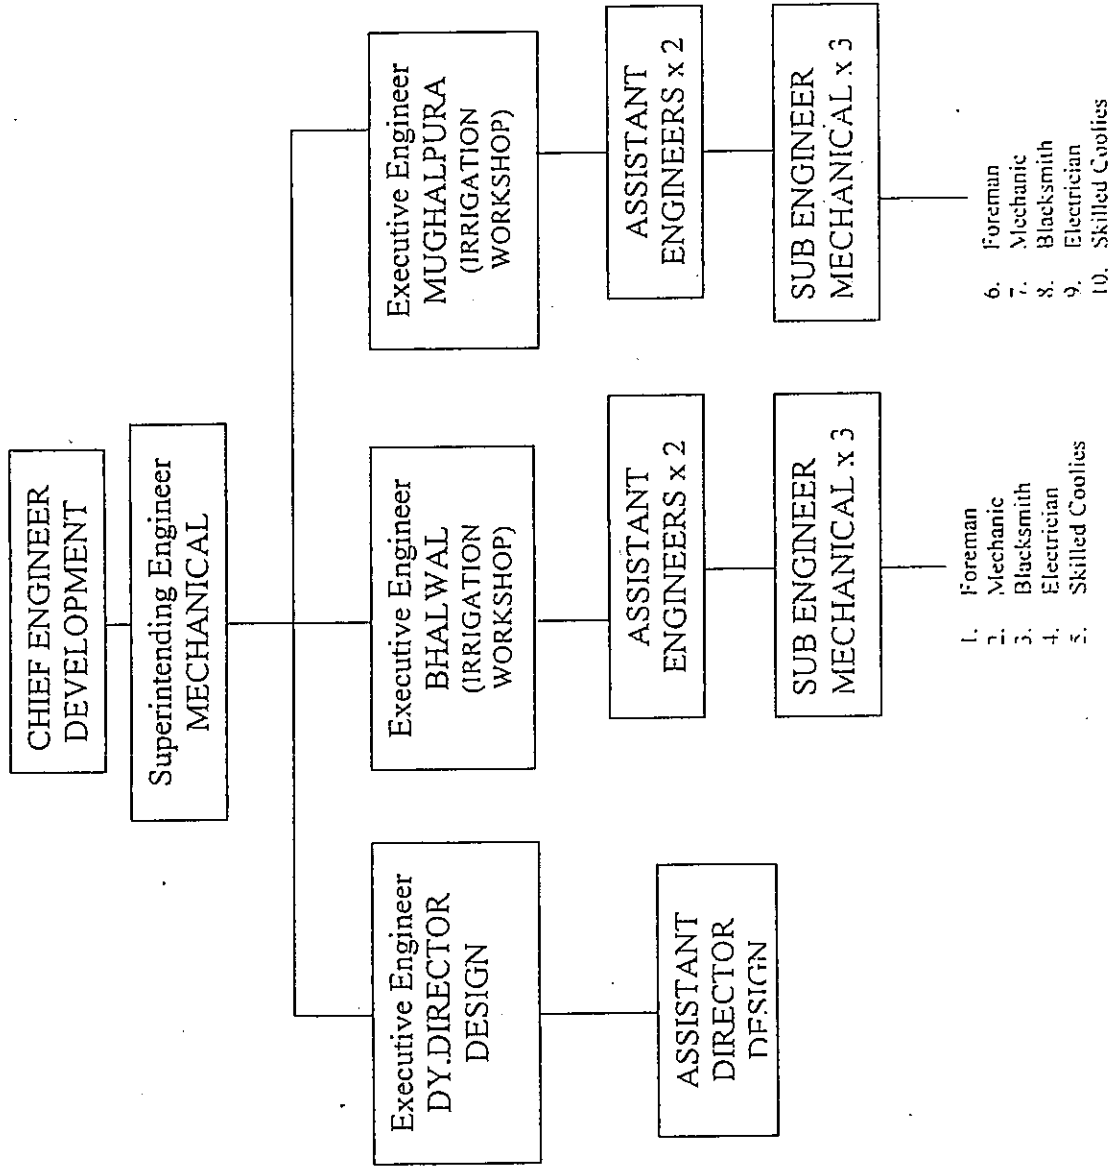 CHIEF ENGINEER
DEVELOPMENT
Superintending Engineer
MECHANICAL
Executive Engineer
DY.DIRECTOR
DESIGN
ASSISTANT
DIRECTOR
DESIGN
Executive Engineer
BHALWAL
(IRRIGATION
WORKSHOP)
ASSISTANT
ENGINEERS x 2
SUB ENGINEER
MECHANICAL x 3
1. Foreman
2. Mechanic
3. Blacksmith
4. Electrician
5. Skilled Coolies
Executive Engineer
MUGHALPURA
(IRRIGATION
WORKSHOP)
ASSISTANT
ENGINEERS x 2
SUB ENGINEER
MECHANICAL x 3
6. Foreman
7. Mechanic
8. Blacksmith
9. Electrician
10. Skilled Coolies